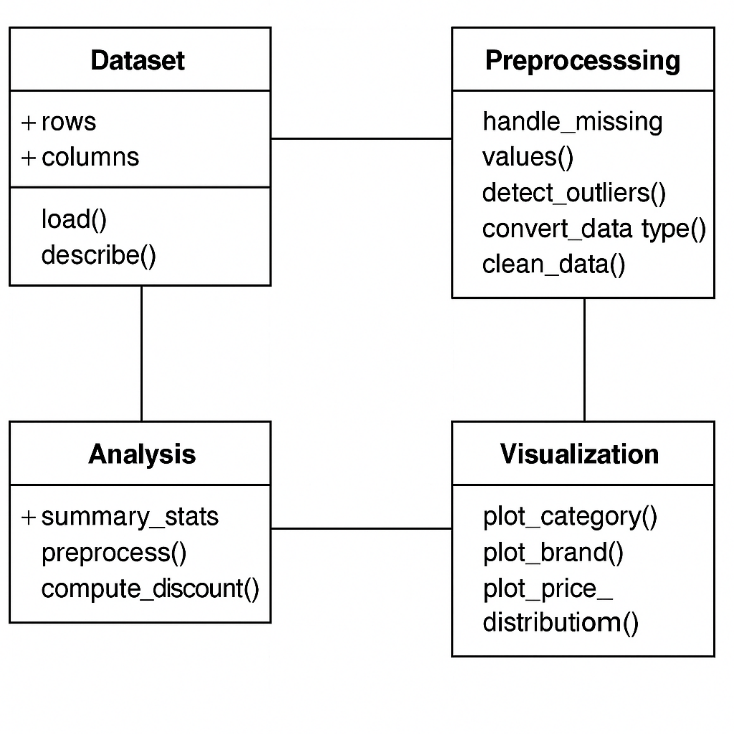 Dataset
+ rows
+ columns
load()
describe()
Preprocesssing
handle_missing
values()
detect_outliers()
convert_data type()
clean_data()
Analysis
+ summary_stats
preprocess()
compute_discount()
Visualization
plot_category()
plot_brand()
plot_price_
distributiom()